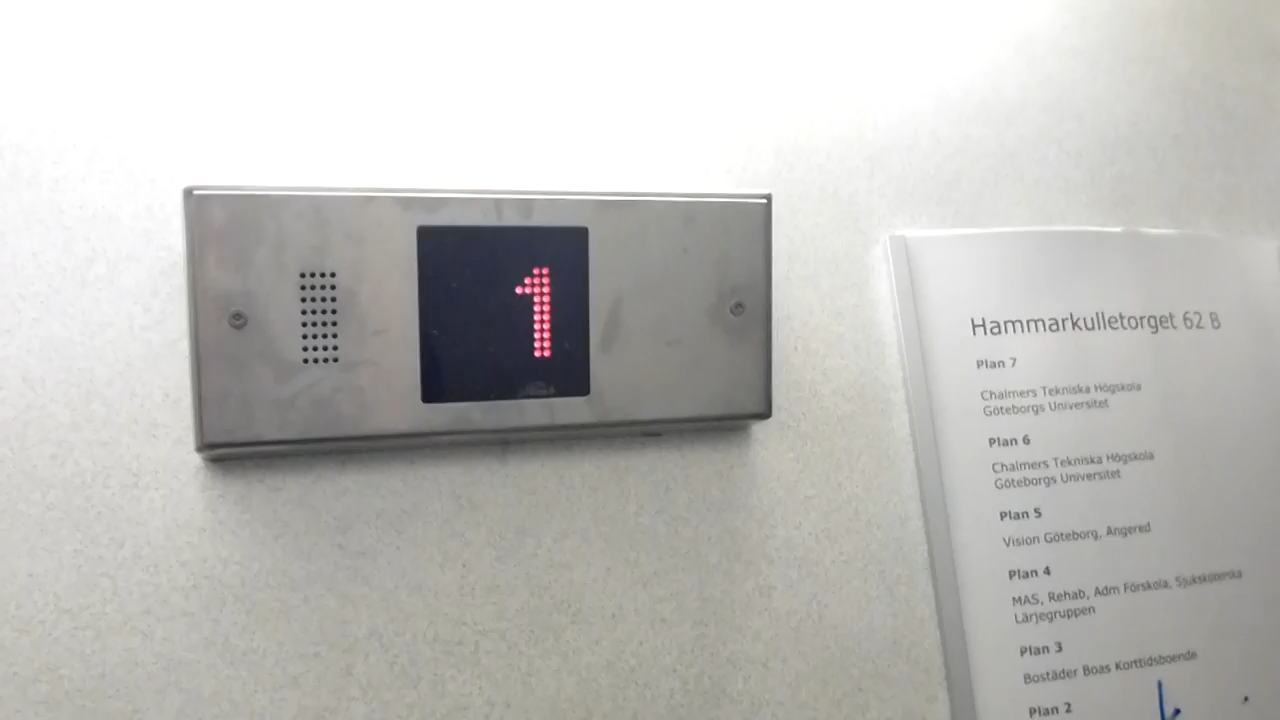 1
Hammarkulletorget 62 B
Plan 7
Chalmers Tekniska Högskola
Göteborgs Universitet
Plan 6
Chalmers Tekniska Högskola
Göteborgs Universitet
Plan 5
Vision Göteborg, Angered
Plan 4
MAS, Rehab, Adm Förskola,
Lärjegruppen
Plan 3
Bostäder Boas Korttidsboende
Plan 2